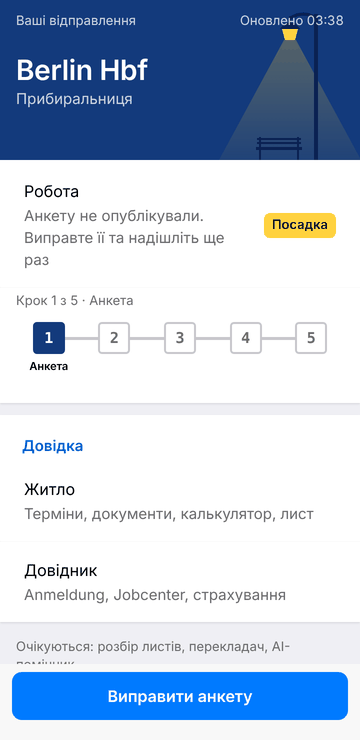 Ваші відправлення
Оновлено 03:38
Berlin Hbf
Прибиральниця
Робота
Анкету не опублікували.
Виправте її та надішліть ще
раз
Посадка
Крок 1 з 5 · Анкета
1
2
3
4
5
Анкета
Довідка
Житло
Терміни, документи, калькулятор, лист
Довідник
Anmeldung, Jobcenter, страхування
Очікуються: розбір листів, перекладач, AI-
Виправити анкету